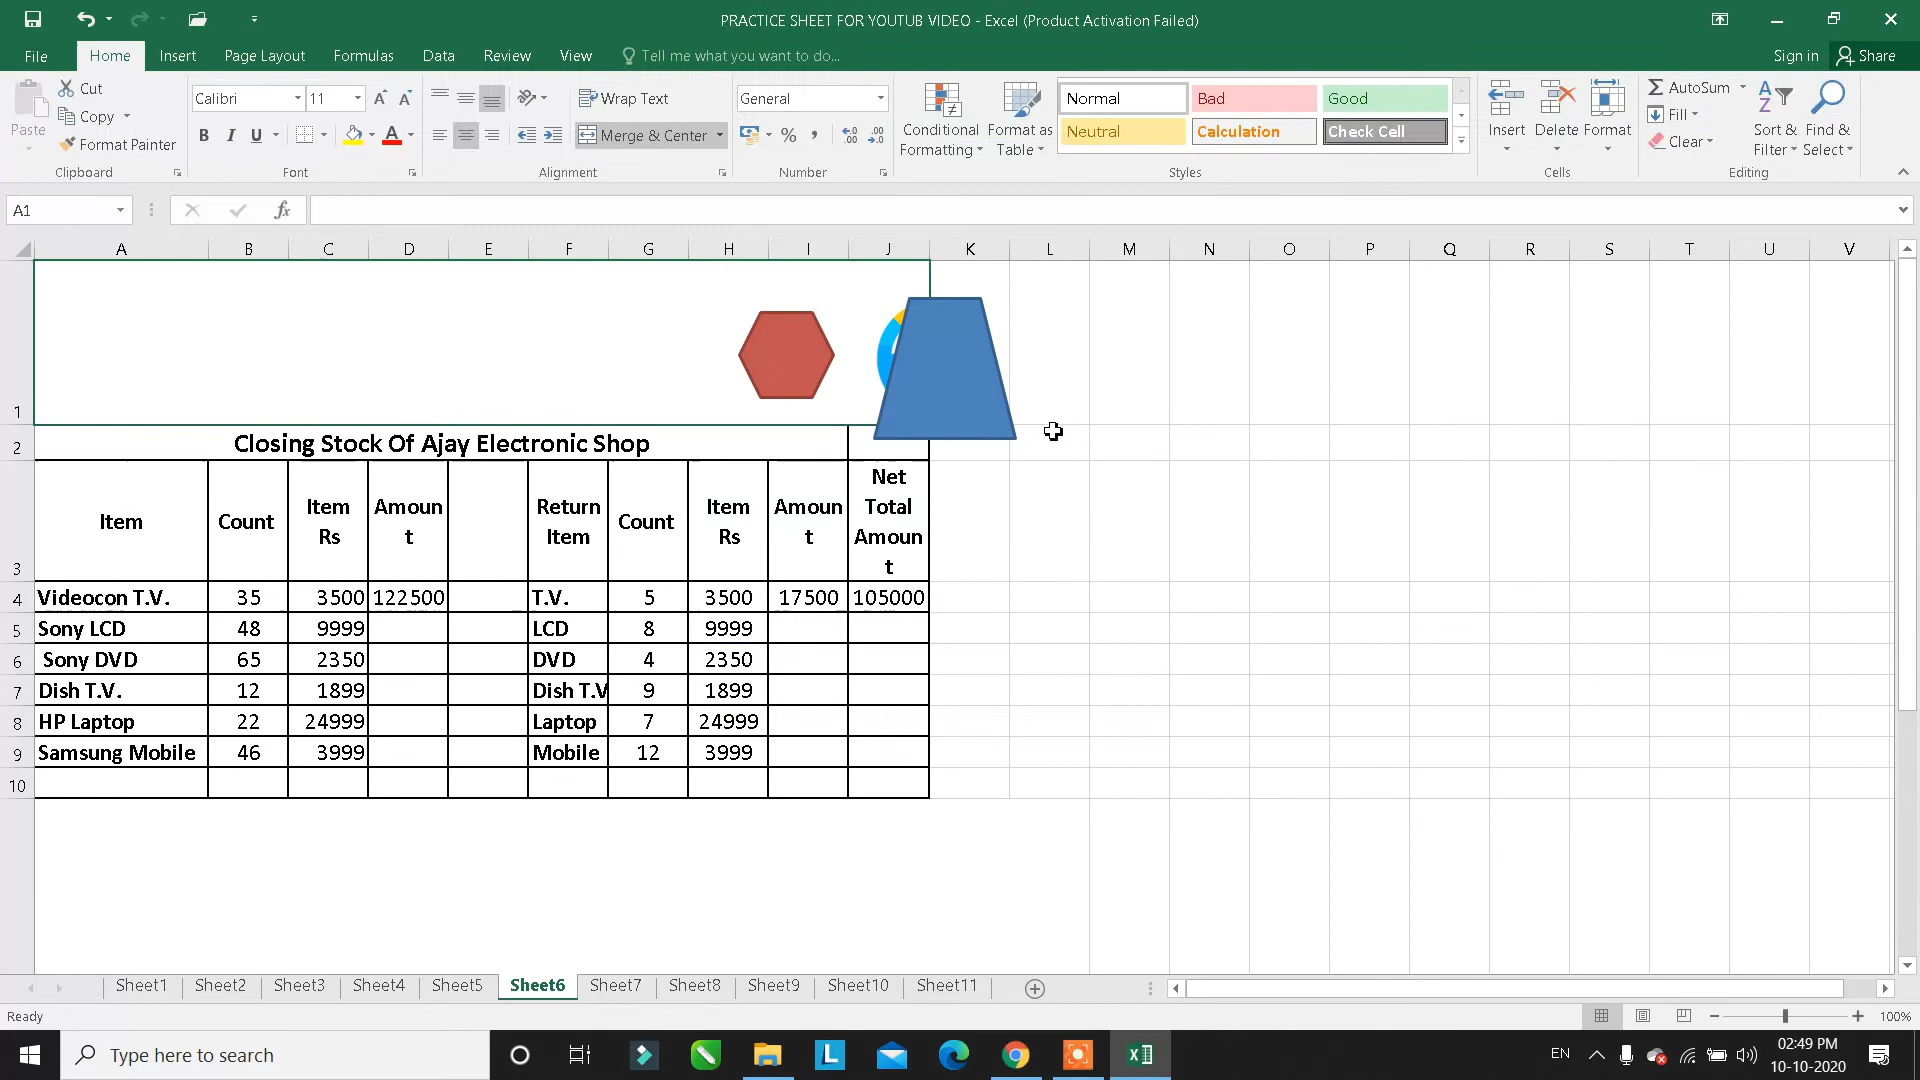 PRACTICE SHEET FOR YOUTUB VIDEO - Excel (Product Activation Failed)
File Home Insert Page Layout Formulas Data Review View Tell me what you want to do... Sign in Share
Paste Cut Copy Format Painter
Calibri 11
B I U A
Wrap Text
Merge & Center
General
% ,
Conditional Formatting
Format as Table
Normal Bad Good
Neutral Calculation Check Cell
Insert Delete Format
AutoSum
Fill
Clear
Sort & Filter
Find & Select
Clipboard Font Alignment Number Styles Cells Editing
A1 fx
A B C D E F G H I J K L M N O P Q R S T U V
1
2 Closing Stock Of Ajay Electronic Shop
3 Item Count Item Rs Amoun t Return Item Count Item Rs Amoun t Net Total Amoun t
4 Videocon T.V. 35 3500 122500 T.V. 5 3500 17500 105000
5 Sony LCD 48 9999 LCD 8 9999
6 Sony DVD 65 2350 DVD 4 2350
7 Dish T.V. 12 1899 Dish T.V 9 1899
8 HP Laptop 22 24999 Laptop 7 24999
9 Samsung Mobile 46 3999 Mobile 12 3999
10
Sheet1 Sheet2 Sheet3 Sheet4 Sheet5 Sheet6 Sheet7 Sheet8 Sheet9 Sheet10 Sheet11
Ready 100%
Type here to search
L
EN
02:49 PM
10-10-2020